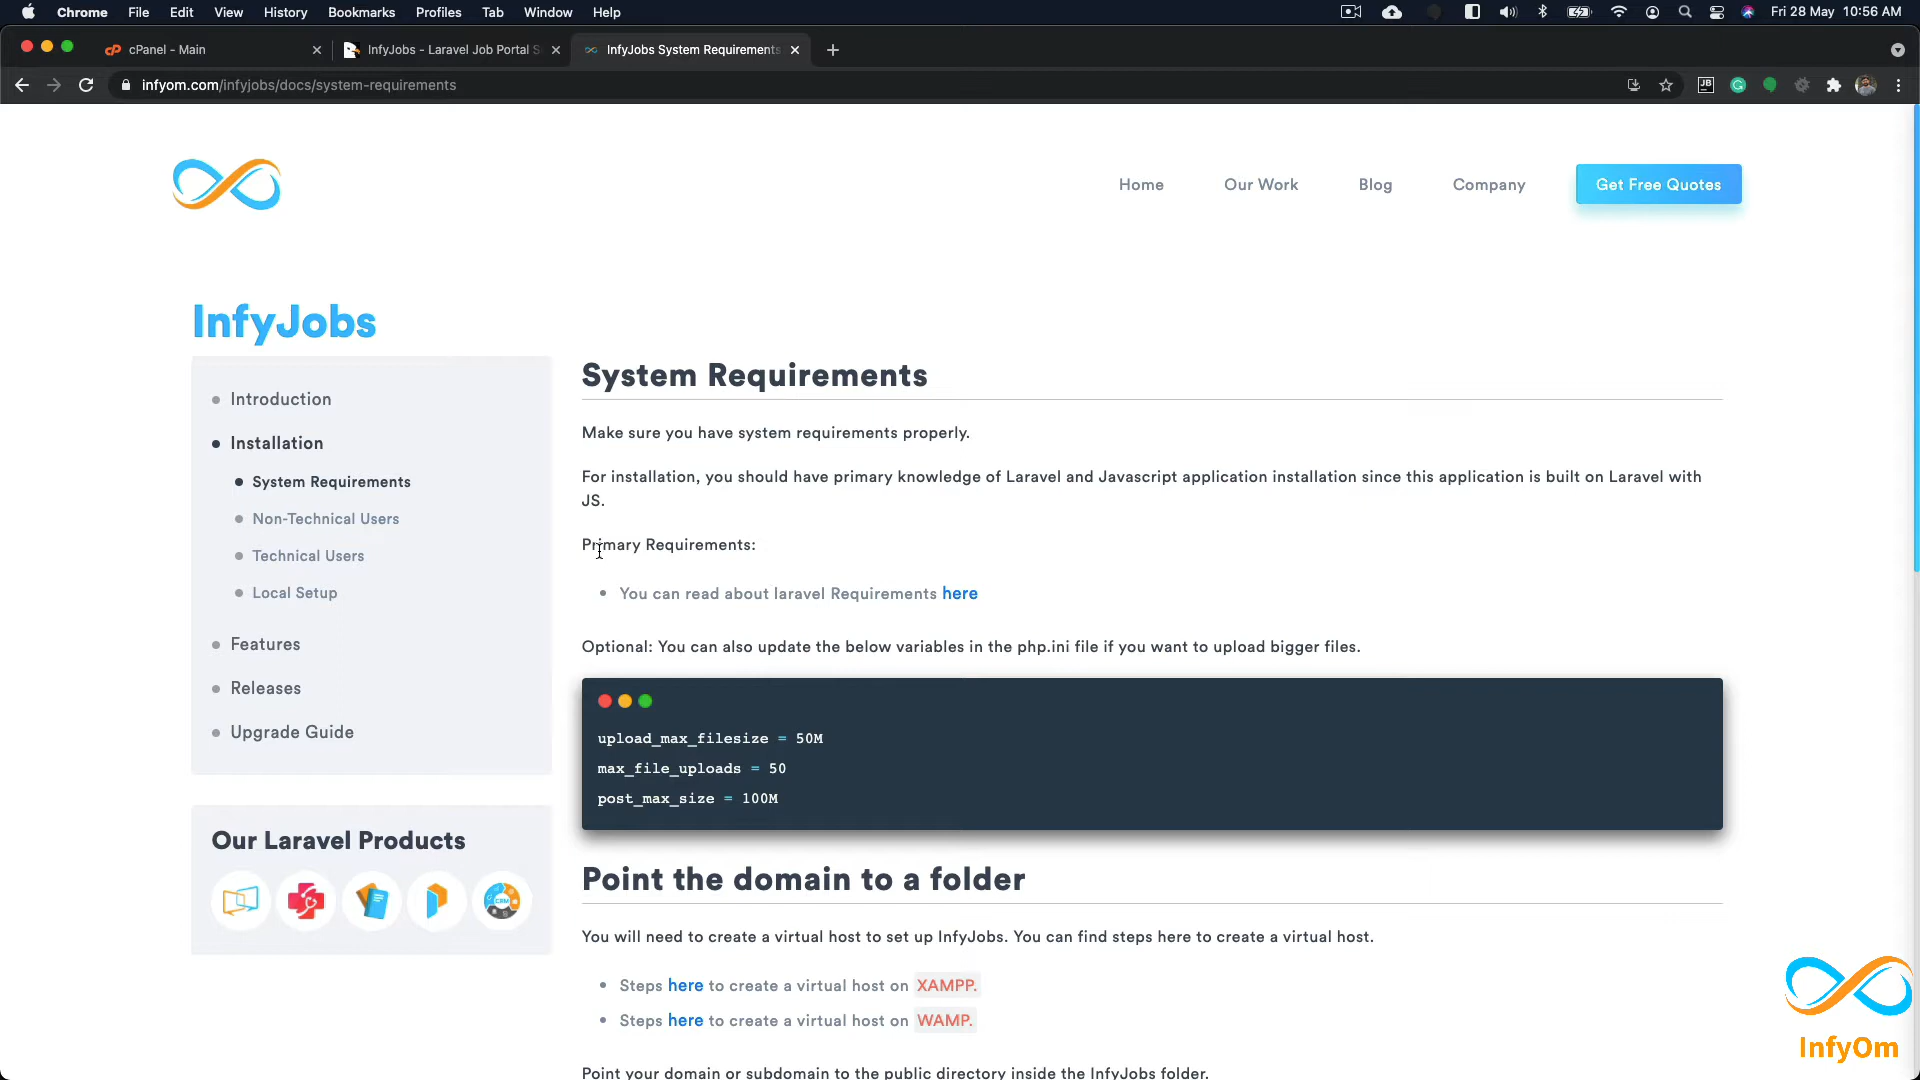 Chrome File Edit View History Bookmarks Profiles Tab Window Help Fri 28 May 10:56 AM
cPanel - Main
InfyJobs - Laravel Job Portal S
InfyJobs System Requirements
infyom.com/infyjobs/docs/system-requirements
Home Our Work Blog Company Get Free Quotes
InfyJobs
Introduction
Installation
System Requirements
Non-Technical Users
Technical Users
Local Setup
Features
Releases
Upgrade Guide
Our Laravel Products
CRM
System Requirements
Make sure you have system requirements properly.
For installation, you should have primary knowledge of Laravel and Javascript application installation since this application is built on Laravel with
JS.
Primary Requirements:
You can read about laravel Requirements here
Optional: You can also update the below variables in the php.ini file if you want to upload bigger files.
upload_max_filesize = 50M
max_file_uploads = 50
post_max_size = 100M
Point the domain to a folder
You will need to create a virtual host to set up InfyJobs. You can find steps here to create a virtual host.
Steps here to create a virtual host on XAMPP.
Steps here to create a virtual host on WAMP.
Point your domain or subdomain to the public directory inside the InfyJobs folder.
InfyOm